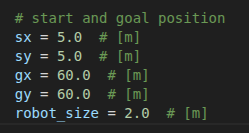 # start and goal position
sx = 5.0  # [m]
sy = 5.0  # [m]
gx = 60.0  # [m]
gy = 60.0  # [m]
robot_size = 2.0  # [m]